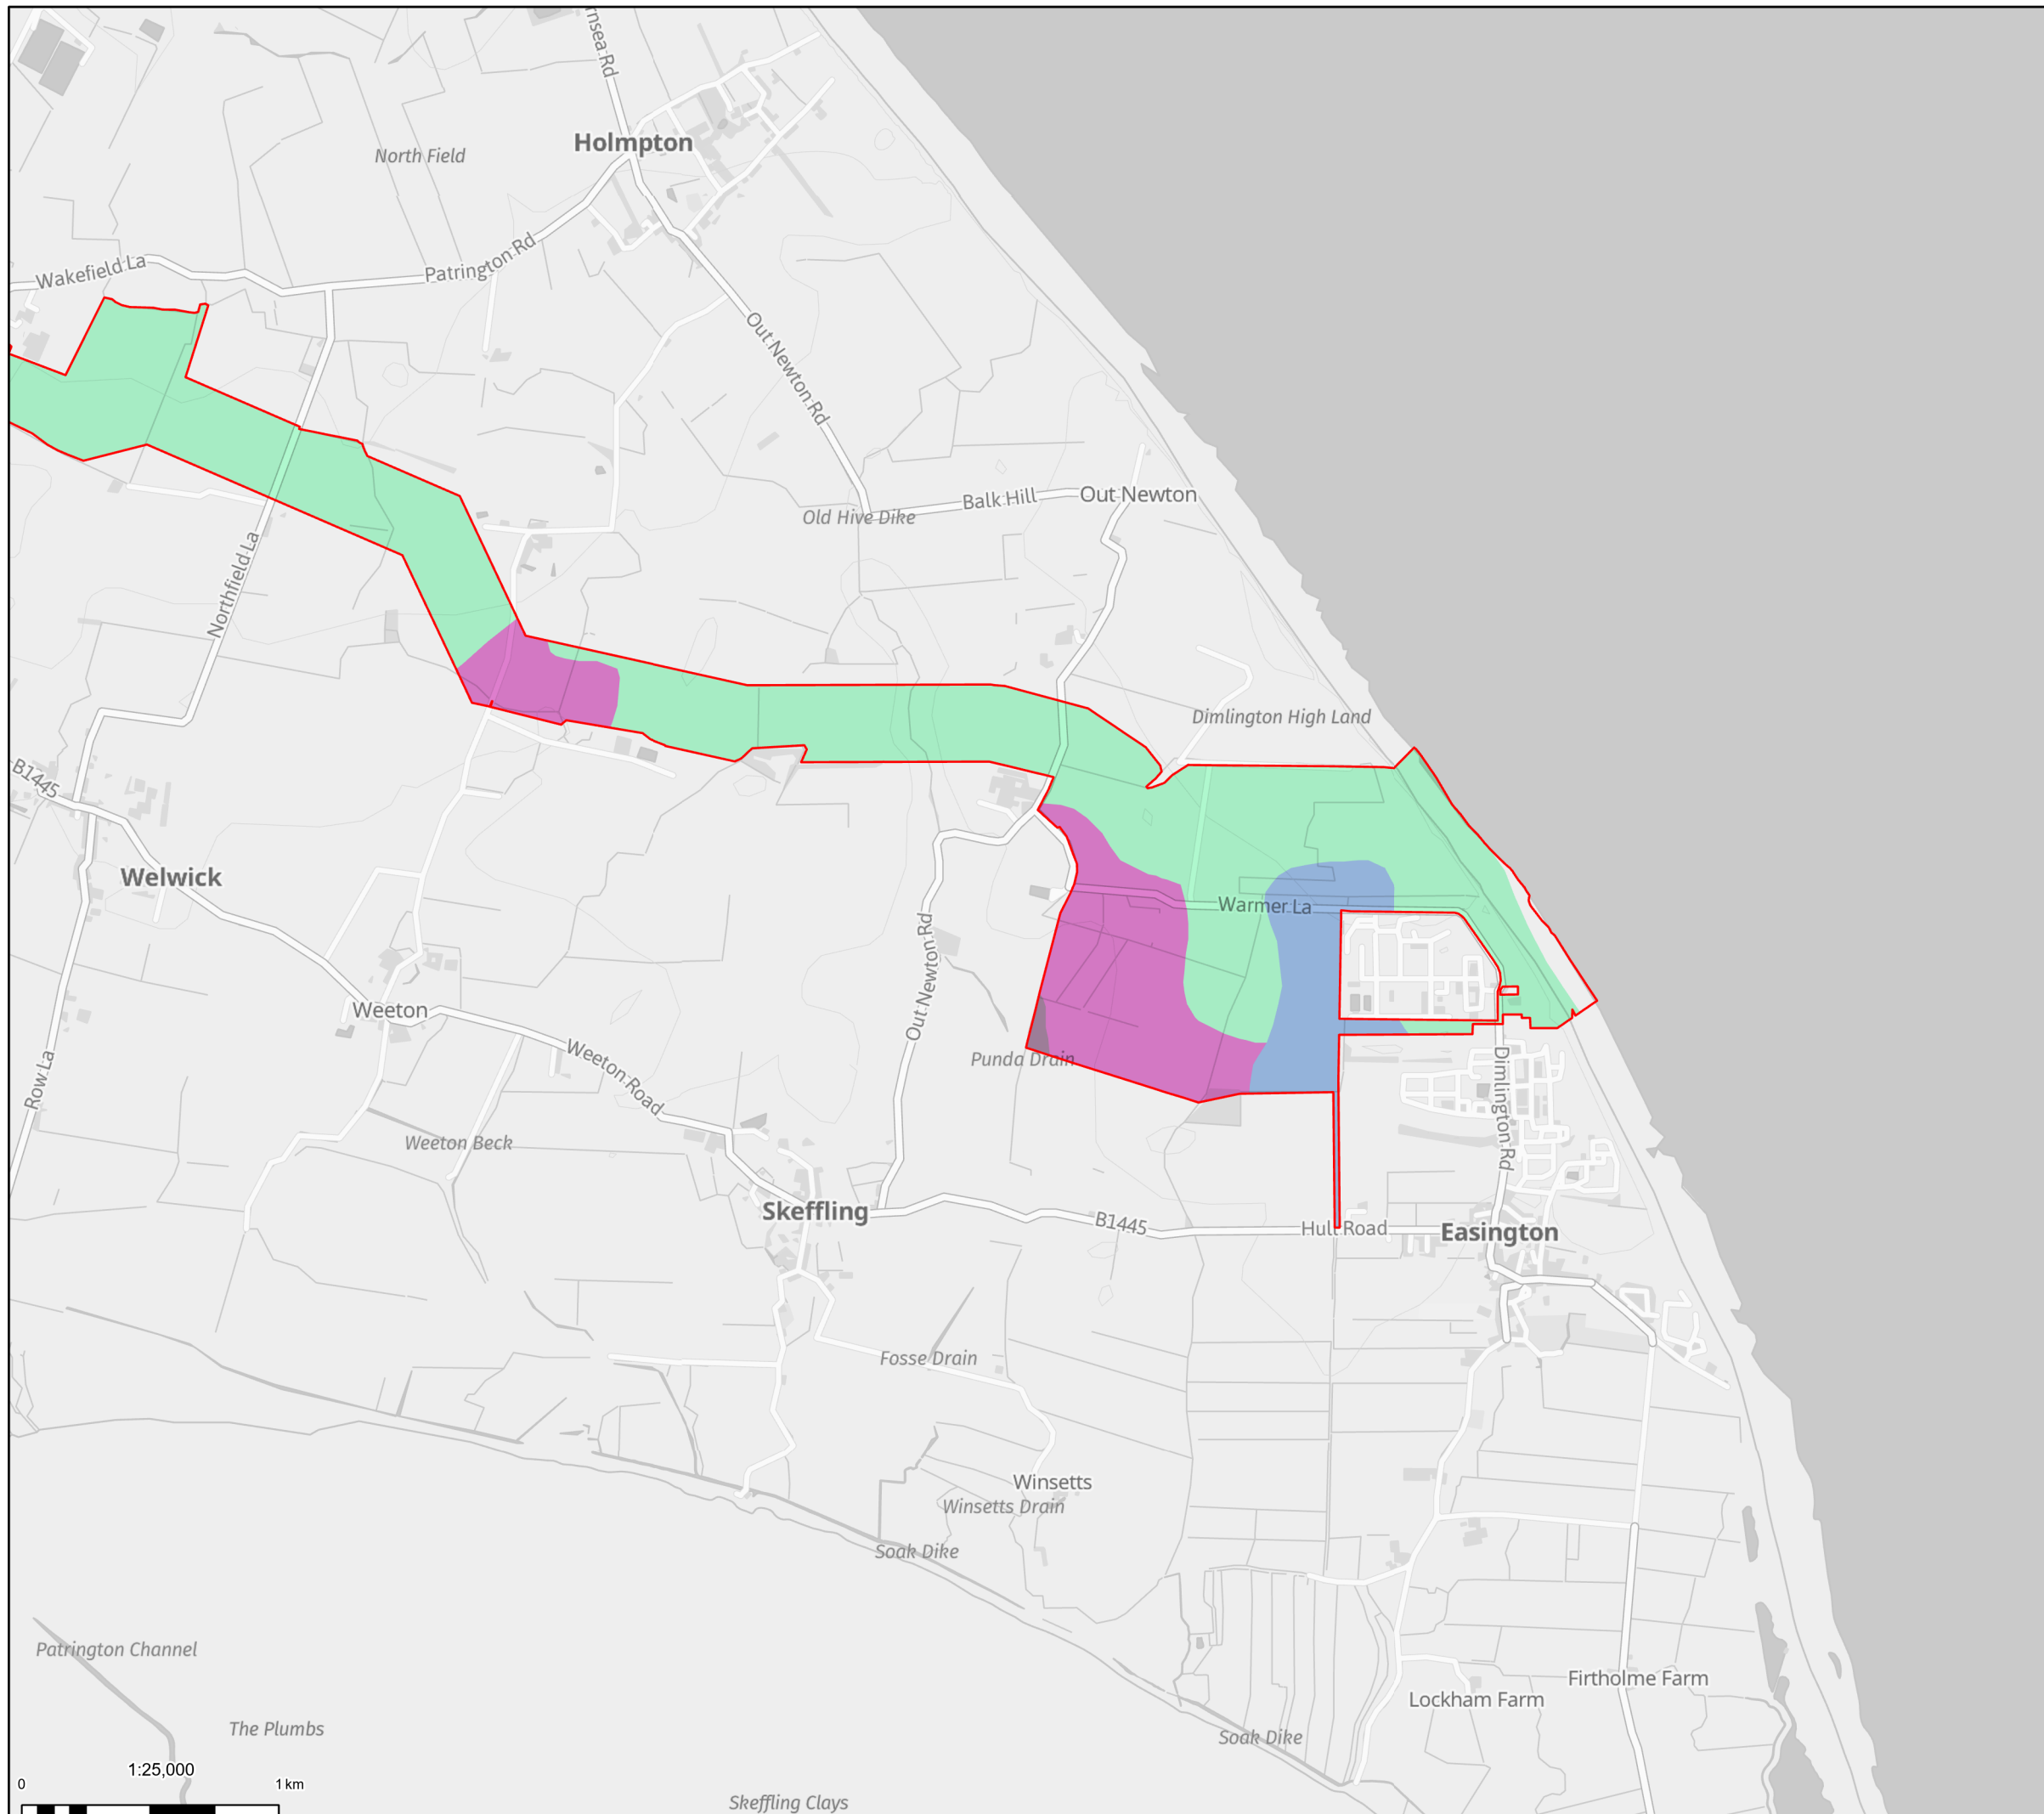 rnsea Rd
Holmpton
North Field
Patrington Rd
Wakefield La
Out Newton Rd
Out Newton
Balk Hill
Old Hive Dike
Northfield La
Dimlington High Land
B1445
Welwick
Warmer La
Out Newton Rd
Weeton
Weeton Road
Punda Drain
Row La
Dimlington Rd
Weeton Beck
Skeffling
B1445
Hull Road
Easington
Fosse Drain
Winsetts
Winsetts Drain
Soak Dike
Patrington Channel
Firtholme Farm
Lockham Farm
The Plumbs
Soak Dike
1:25,000
0
1 km
Skeffling Clays